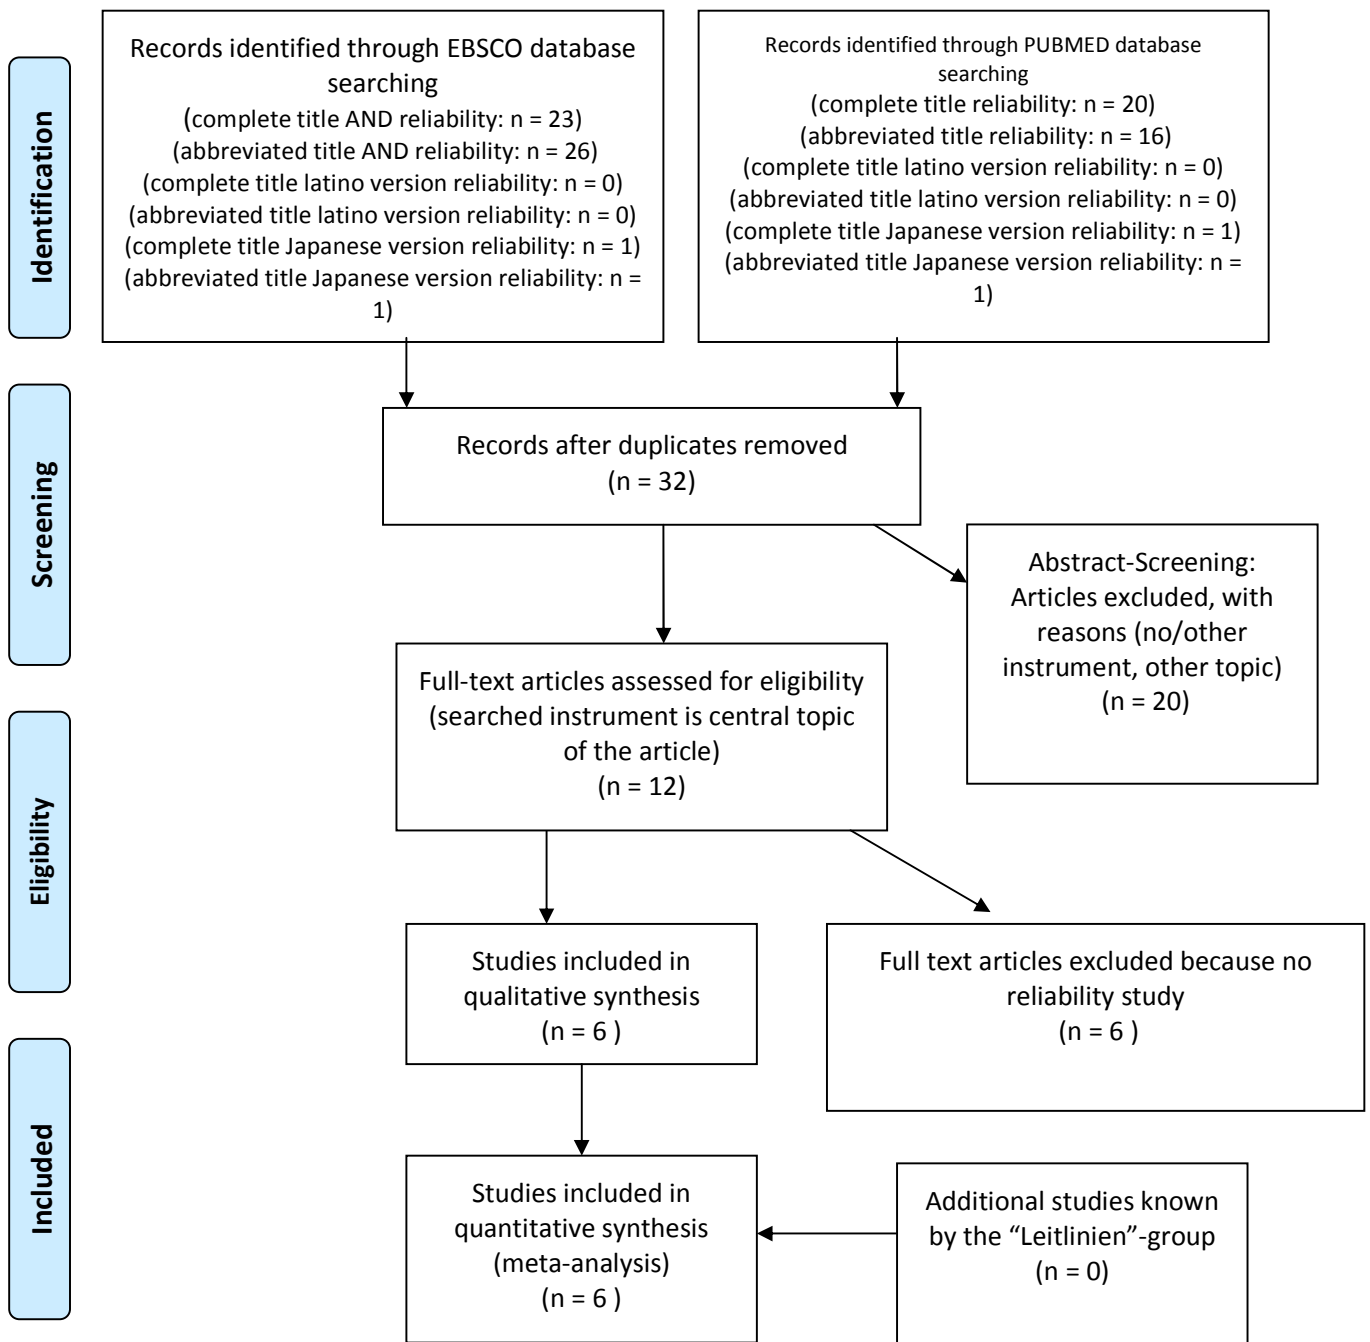 Identification
Records identified through EBSCO database
searching
(complete title AND reliability: n = 23)
(abbreviated title AND reliability: n = 26)
(complete title latino version reliability: n = 0)
(abbreviated title latino version reliability: n = 0)
(complete title Japanese version reliability: n = 1)
(abbreviated title Japanese version reliability: n =
1)
Records identified through PUBMED database
searching
(complete title reliability: n = 20)
(abbreviated title reliability: n = 16)
(complete title latino version reliability: n = 0)
(abbreviated title latino version reliability: n = 0)
(complete title Japanese version reliability: n = 1)
(abbreviated title Japanese version reliability: n =
1)
Screening
Records after duplicates removed
(n = 32)
Abstract-Screening:
Articles excluded, with
reasons (no/other
instrument, other topic)
(n = 20)
Eligibility
Full-text articles assessed for eligibility
(searched instrument is central topic
of the article)
(n = 12)
Studies included in
qualitative synthesis
(n = 6 )
Full text articles excluded because no
reliability study
(n = 6 )
Included
Studies included in
quantitative synthesis
(meta-analysis)
(n = 6 )
Additional studies known
by the “Leitlinien”-group
(n = 0)